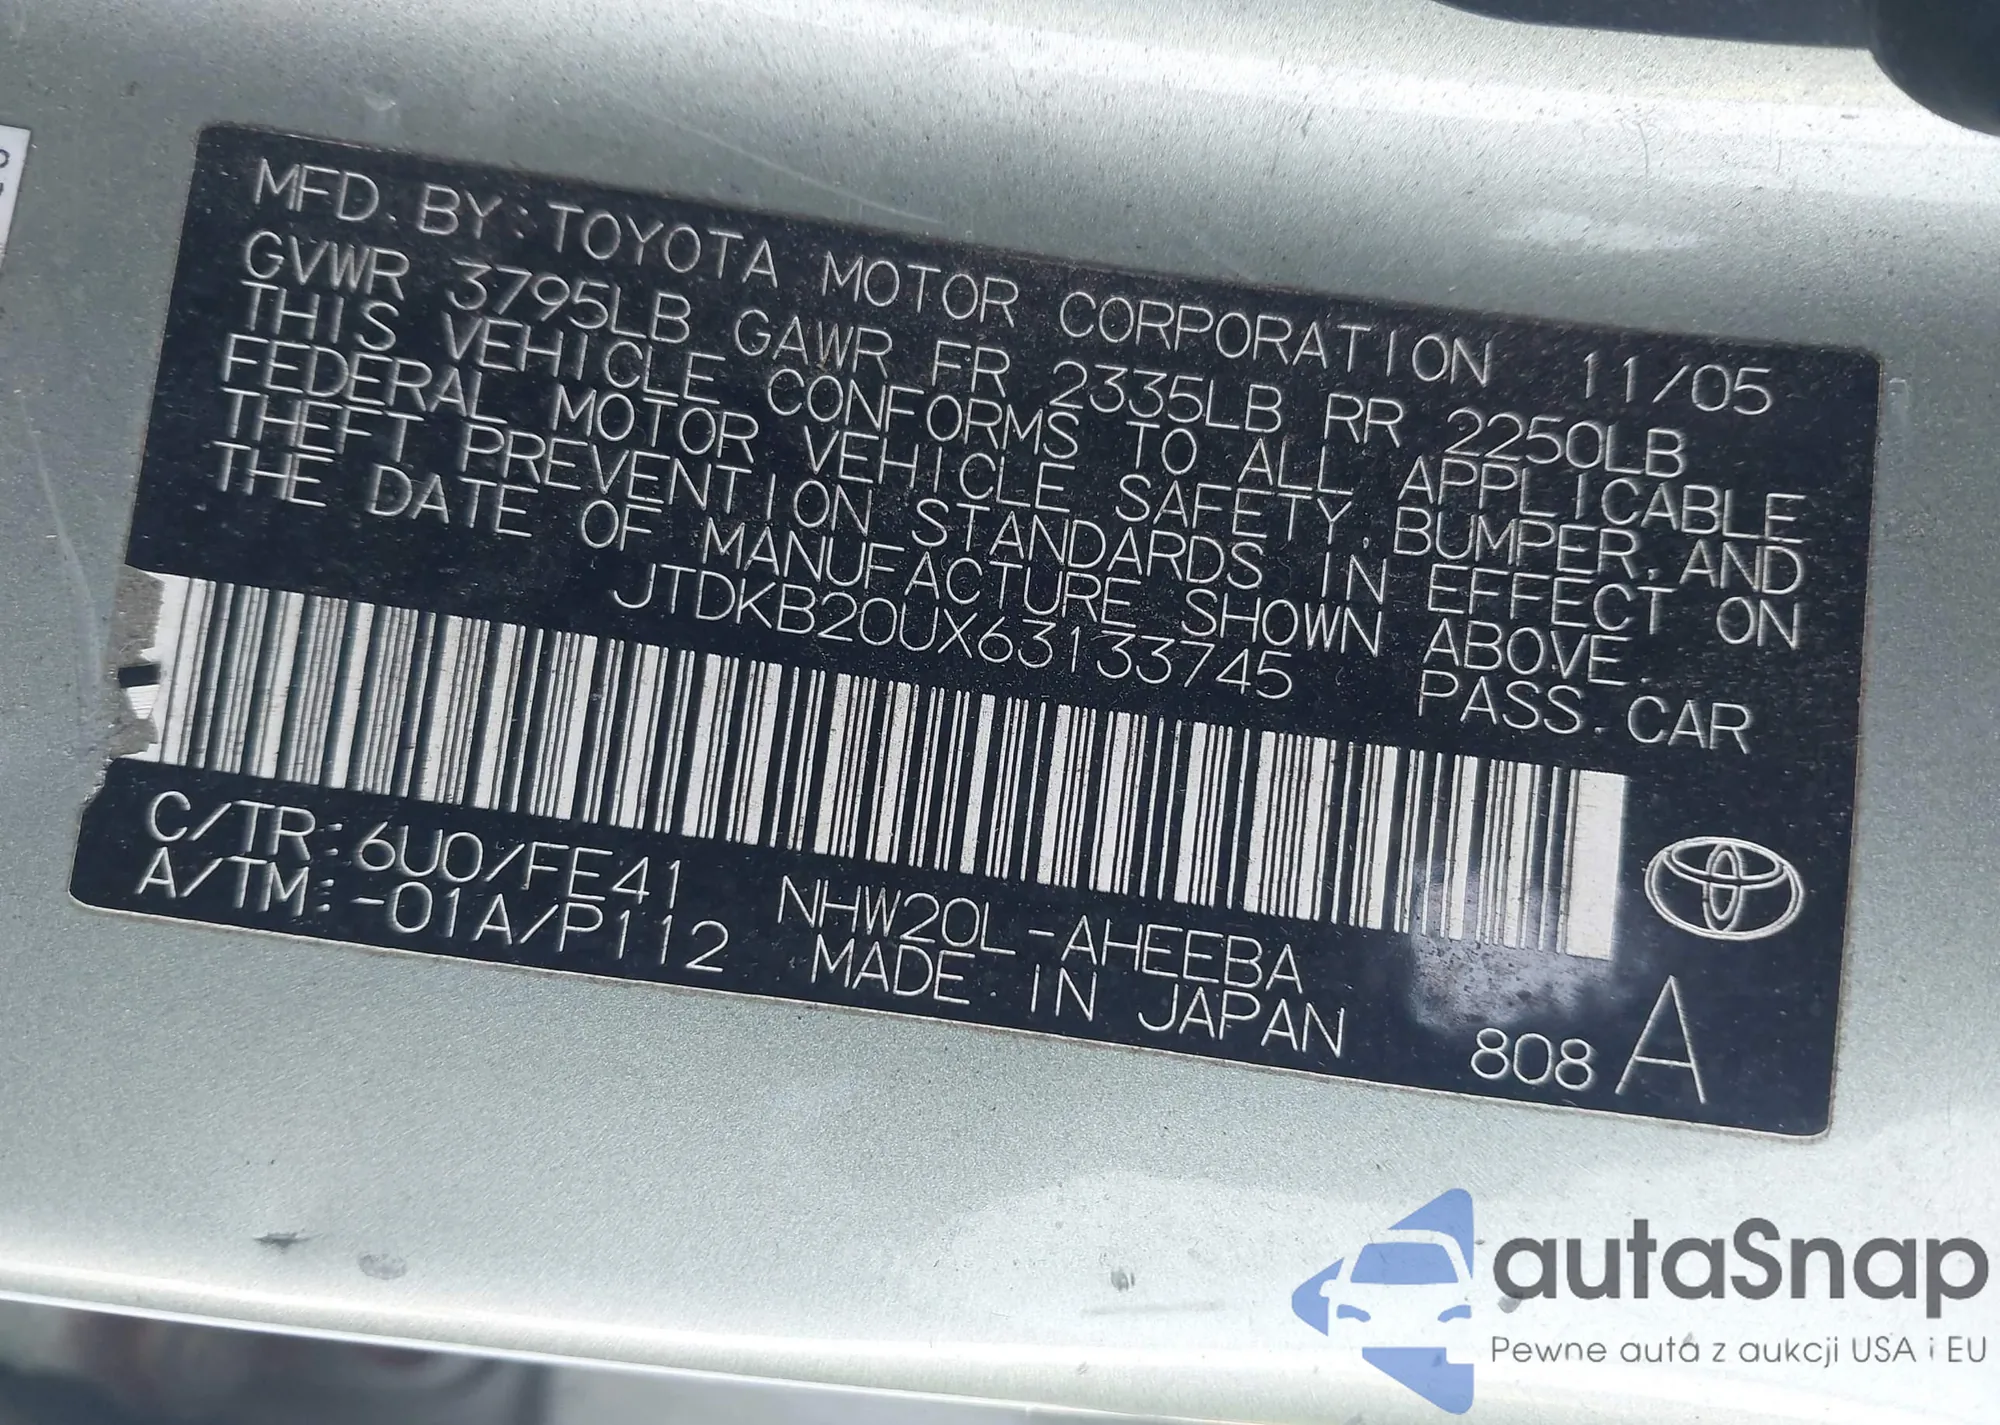 MFD. BY: TOYOTA MOTOR CORPORATION 11/05
GVWR 3795LB GAWR FR 2335LB RR 2250LB
THIS VEHICLE CONFORMS TO ALL APPLICABLE
FEDERAL MOTOR VEHICLE SAFETY, BUMPER, AND
THEFT PREVENTION STANDARDS IN EFFECT ON
THE DATE OF MANUFACTURE SHOWN ABOVE.
JTDKB20UX63133745 PASS. CAR
C/TR: 6U0/FE41
A/TM: -01A/P112
NHW20L-AHEEBA
MADE IN JAPAN
808 A
autoSnap
Pewne auta z aukcji USA i EU